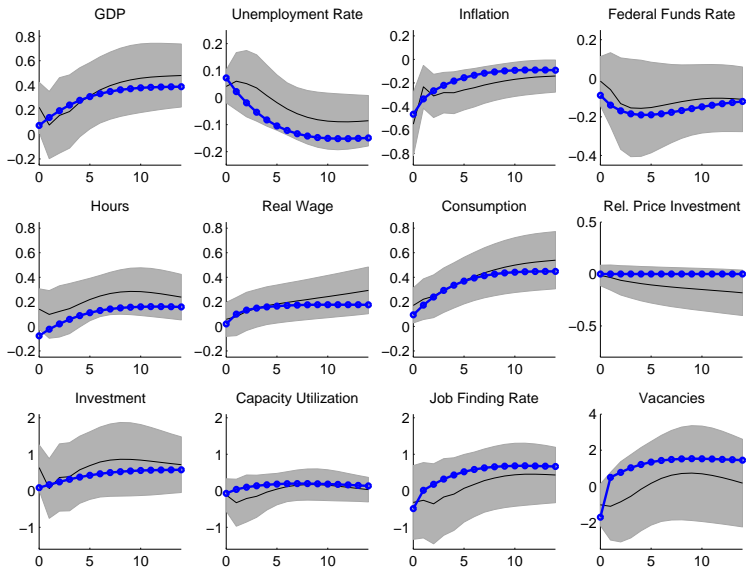 GDP Unemployment Rate Inflation Federal Funds Rate
0.8 0.2 0.2 0.2
0.6 0.1 0 0
0.4 0 −0.2 −0.2
0.2 −0.1 −0.4 −0.4
0 −0.2 −0.6
−0.2 −0.8
0 5 10 0 5 10 0 5 10 0 5 10
Hours Real Wage Consumption Rel. Price Investment
0.8 0.8 0.8 0.5
0.6 0.6 0.6 0
0.4 0.4 0.4 −0.5
0.2 0.2 0.2
0 0 0
−0.2 −0.2 −0.2
0 5 10 0 5 10 0 5 10 0 5 10
Investment Capacity Utilization Job Finding Rate Vacancies
2 2 2 4
1 1 1 2
0 0 0 0
−1 −1 −1 −2
0 5 10 0 5 10 0 5 10 0 5 10